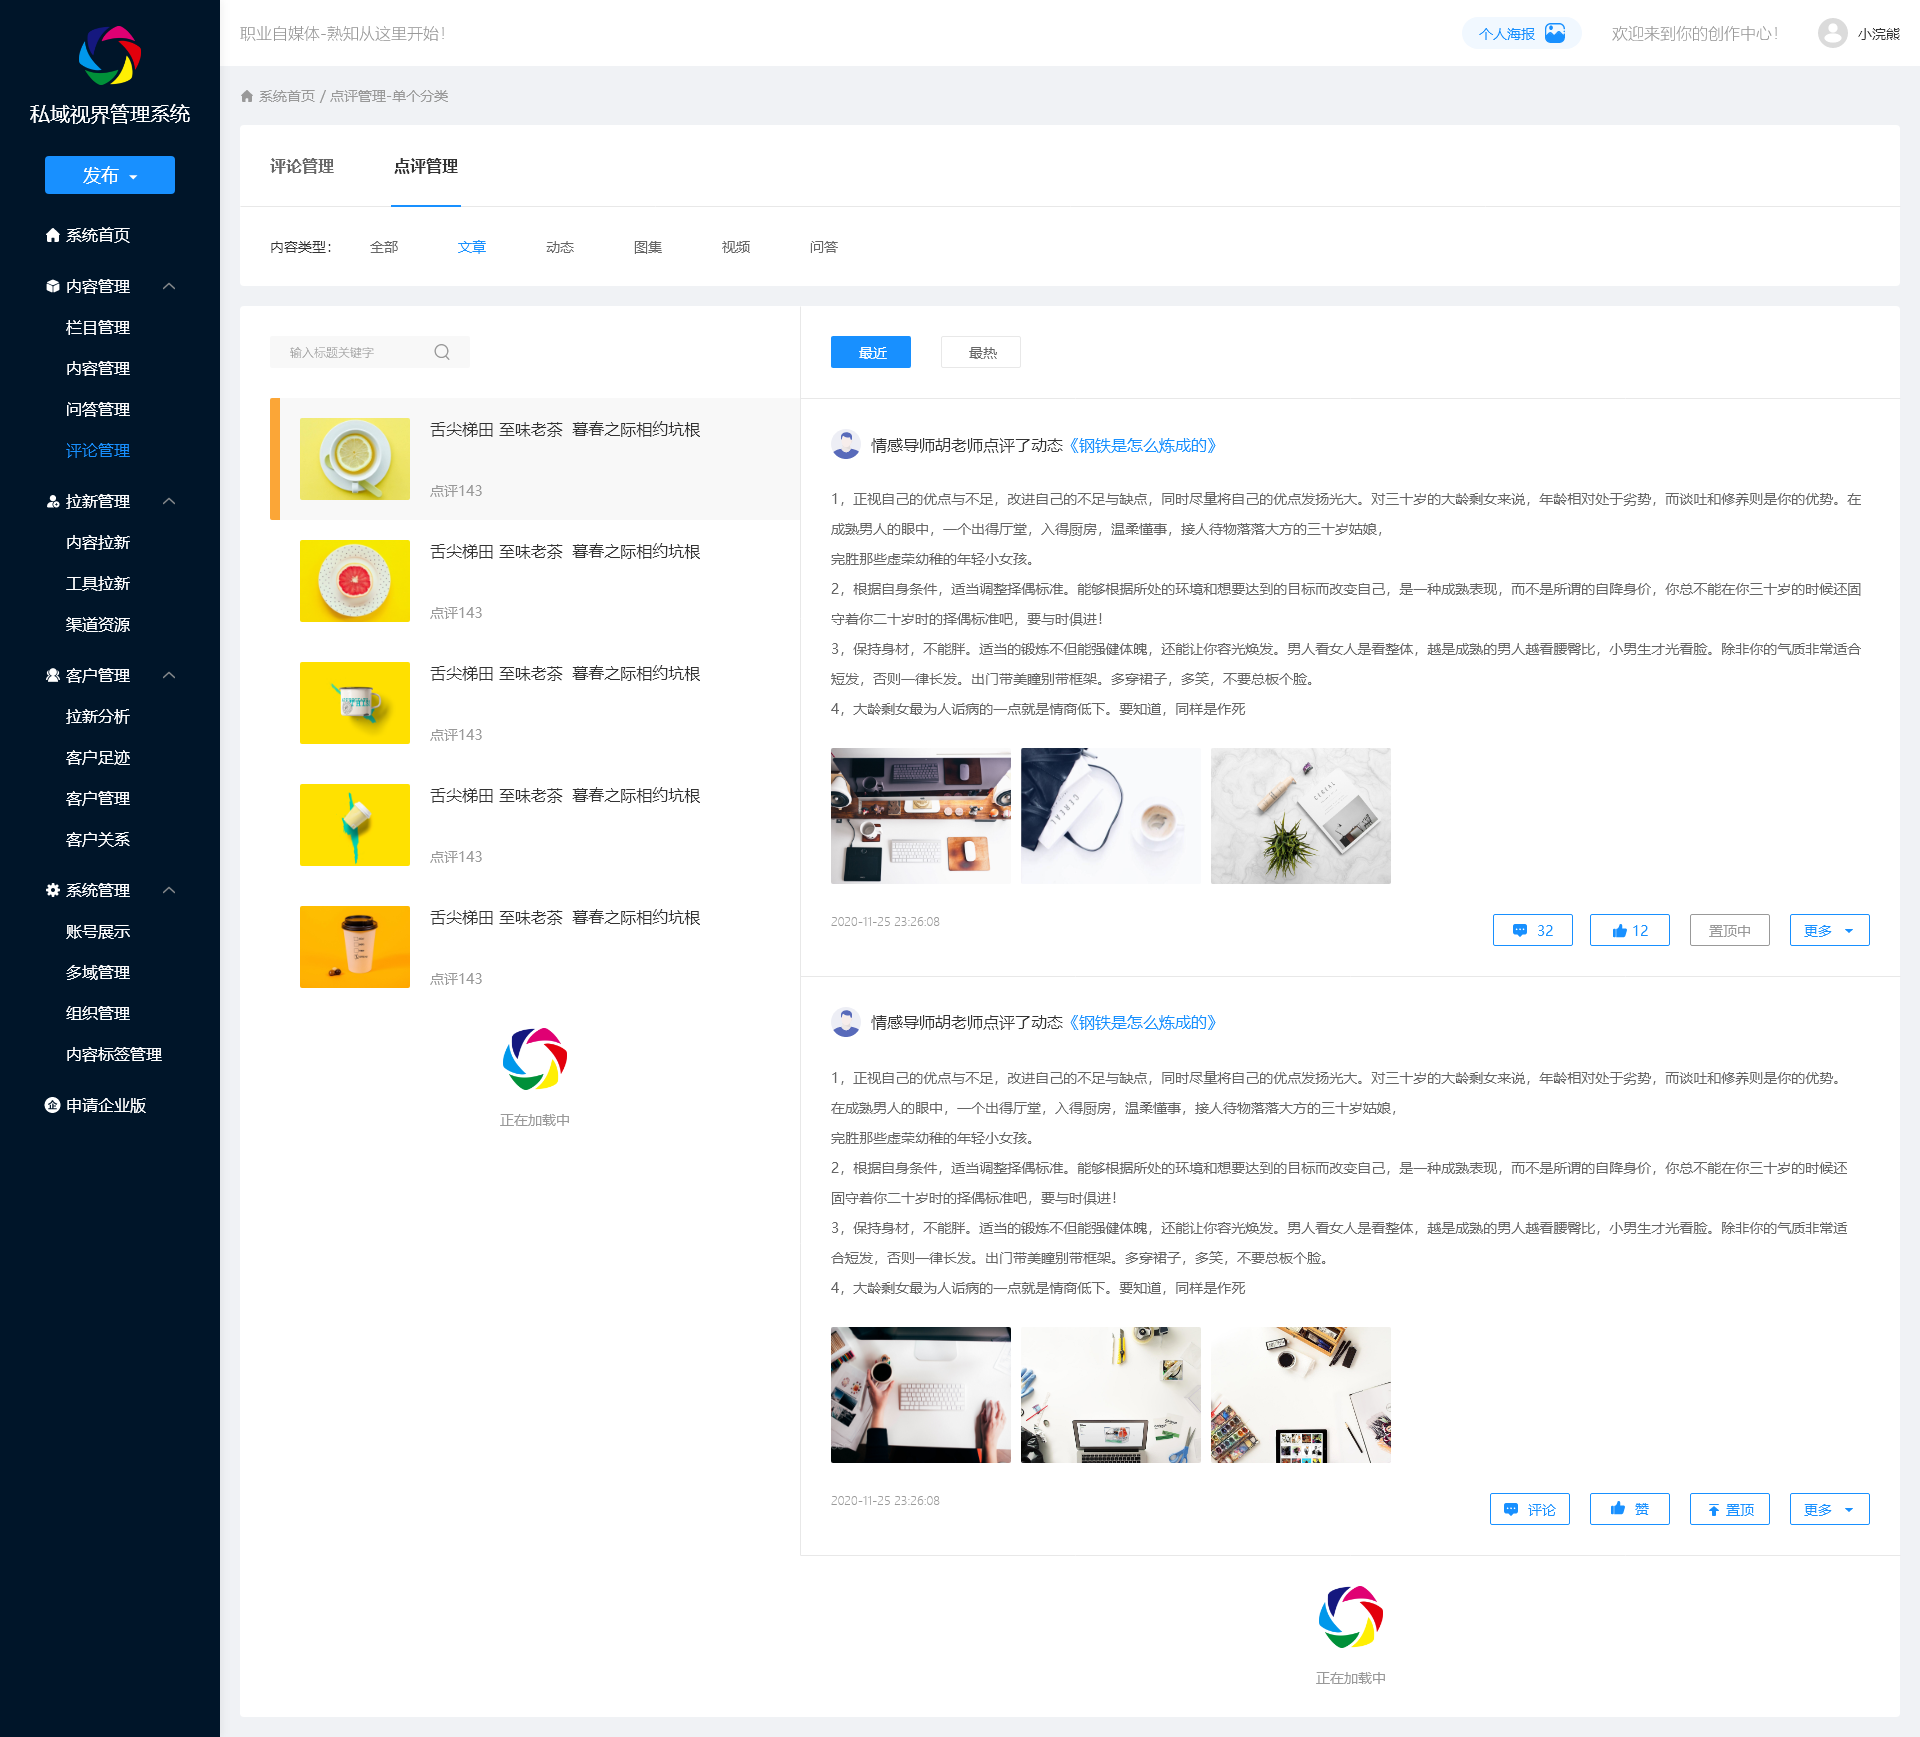 私域视界管理系统
发布
系统首页
内容管理
栏目管理
内容管理
问答管理
评论管理
拉新管理
内容拉新
工具拉新
渠道资源
客户管理
拉新分析
客户足迹
客户管理
客户关系
系统管理
账号展示
多域管理
组织管理
内容标签管理
申请企业版
职业自媒体-熟知从这里开始！
个人海报
欢迎来到你的创作中心！
小浣熊
系统首页 / 点评管理-单个分类
评论管理
点评管理
内容类型：
全部
文章
动态
图集
视频
问答
输入标题关键字
舌尖梯田 至味老茶 暮春之际相约坑根
点评143
舌尖梯田 至味老茶 暮春之际相约坑根
点评143
舌尖梯田 至味老茶 暮春之际相约坑根
点评143
舌尖梯田 至味老茶 暮春之际相约坑根
点评143
舌尖梯田 至味老茶 暮春之际相约坑根
点评143
正在加载中
最近
最热
情感导师胡老师点评了动态《钢铁是怎么炼成的》
1，正视自己的优点与不足，改进自己的不足与缺点，同时尽量将自己的优点发扬光大。对三十岁的大龄剩女来说，年龄相对处于劣势，而谈吐和修养则是你的优势。在
成熟男人的眼中，一个出得厅堂，入得厨房，温柔懂事，接人待物落落大方的三十岁姑娘，
完胜那些虚荣幼稚的年轻小女孩。
2，根据自身条件，适当调整择偶标准。能够根据所处的环境和想要达到的目标而改变自己，是一种成熟表现，而不是所谓的自降身价，你总不能在你三十岁的时候还固
守着你二十岁时的择偶标准吧，要与时俱进！
3，保持身材，不能胖。适当的锻炼不但能强健体魄，还能让你容光焕发。男人看女人是看整体，越是成熟的男人越看腰臀比，小男生才光看脸。除非你的气质非常适合
短发，否则一律长发。出门带美瞳别带框架。多穿裙子，多笑，不要总板个脸。
4，大龄剩女最为人诟病的一点就是情商低下。要知道，同样是作死
CEREAL
CEREAL
2020-11-25 23:26:08
32
12
置顶中
更多
情感导师胡老师点评了动态《钢铁是怎么炼成的》
1，正视自己的优点与不足，改进自己的不足与缺点，同时尽量将自己的优点发扬光大。对三十岁的大龄剩女来说，年龄相对处于劣势，而谈吐和修养则是你的优势。
在成熟男人的眼中，一个出得厅堂，入得厨房，温柔懂事，接人待物落落大方的三十岁姑娘，
完胜那些虚荣幼稚的年轻小女孩。
2，根据自身条件，适当调整择偶标准。能够根据所处的环境和想要达到的目标而改变自己，是一种成熟表现，而不是所谓的自降身价，你总不能在你三十岁的时候还
固守着你二十岁时的择偶标准吧，要与时俱进！
3，保持身材，不能胖。适当的锻炼不但能强健体魄，还能让你容光焕发。男人看女人是看整体，越是成熟的男人越看腰臀比，小男生才光看脸。除非你的气质非常适
合短发，否则一律长发。出门带美瞳别带框架。多穿裙子，多笑，不要总板个脸。
4，大龄剩女最为人诟病的一点就是情商低下。要知道，同样是作死
2020-11-25 23:26:08
评论
赞
置顶
更多
正在加载中